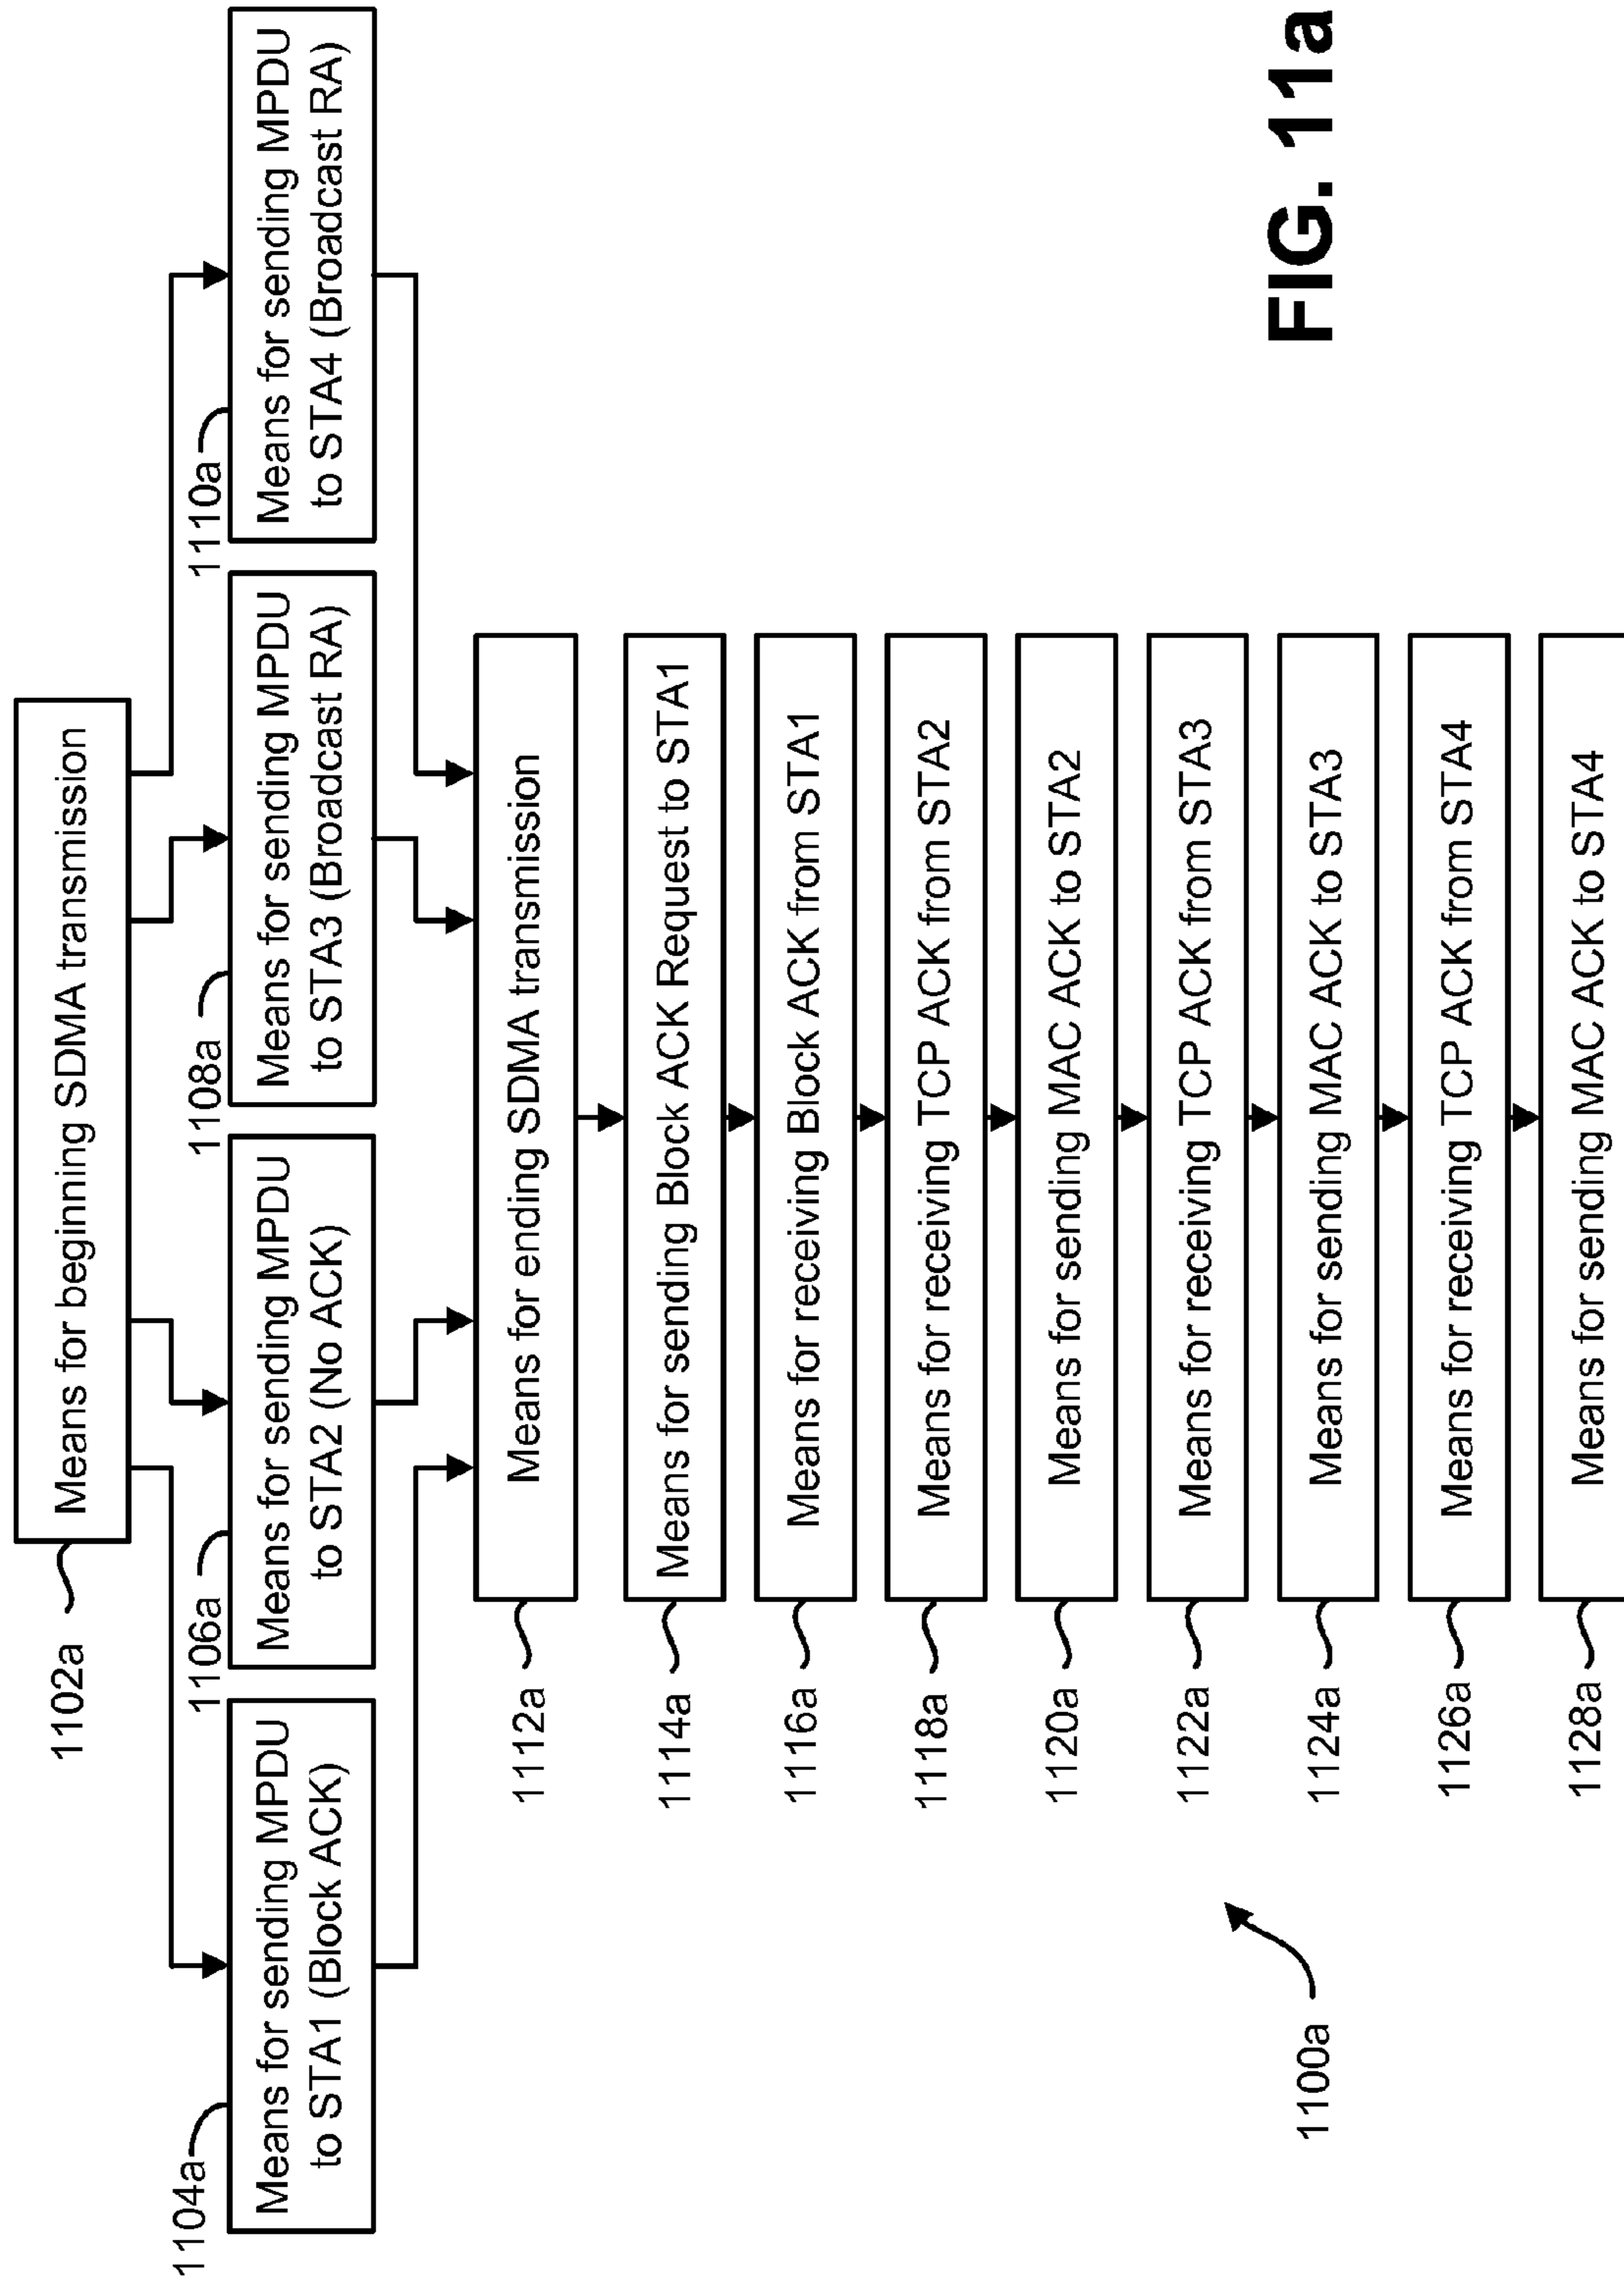 1102a
Means for beginning SDMA transmission
1104a
Means for sending MPDU
to STA1 (Block ACK)
1106a
Means for sending MPDU
to STA2 (No ACK)
1108a
Means for sending MPDU
to STA3 (Broadcast RA)
1110a
Means for sending MPDU
to STA4 (Broadcast RA)
1112a
Means for ending SDMA transmission
1114a
Means for sending Block ACK Request to STA1
1116a
Means for receiving Block ACK from STA1
1118a
Means for receiving TCP ACK from STA2
1120a
Means for sending MAC ACK to STA2
1122a
Means for receiving TCP ACK from STA3
1124a
Means for sending MAC ACK to STA3
1126a
Means for receiving TCP ACK from STA4
1128a
Means for sending MAC ACK to STA4
1100a
FIG. 11a